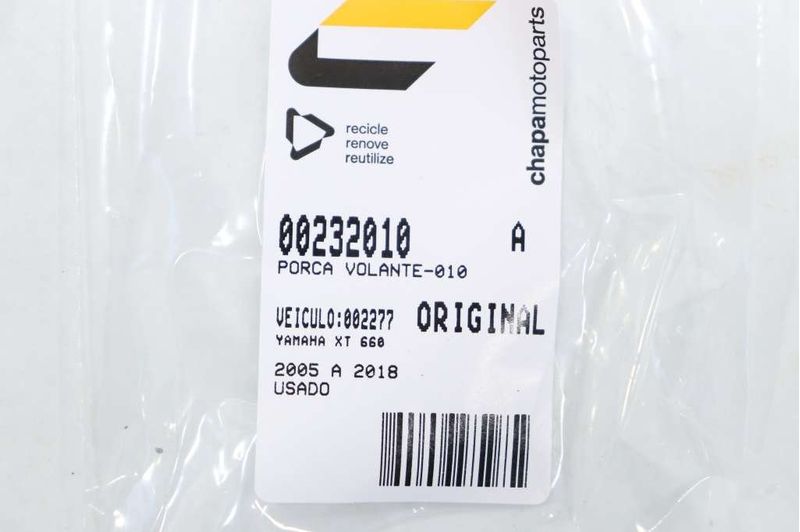 recicle
renove
reutilize
chapamotoparts
00232010 A
PORCA VOLANTE-010
VEICULO:002277 ORIGINAL
YAMAHA XT 660
2005 A 2018
USADO